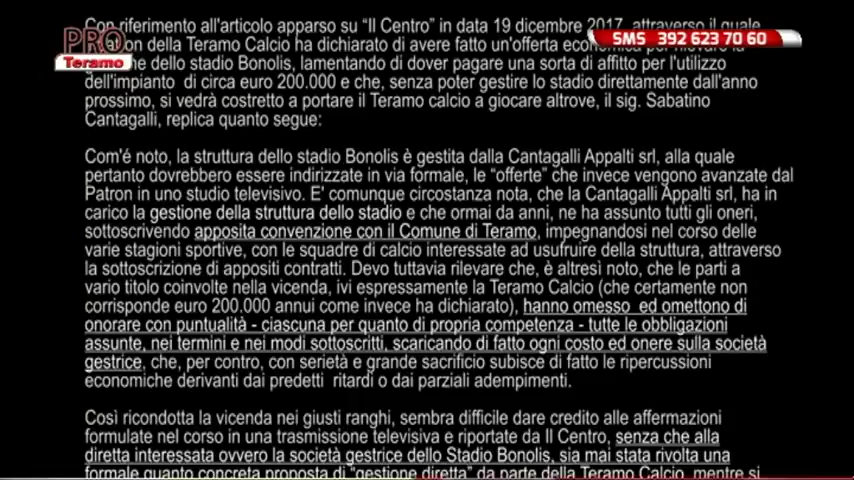 Con riferimento all'articolo apparso su “Il Centro” in data 19 dicembre 2017, attraverso il quale
PRO
Teramo
SMS 392 623 70 60
della Teramo Calcio ha dichiarato di avere fatto un'offerta
dello stadio Bonolis, lamentando di dover pagare una sorta di affitto per l'utilizzo
dell'impianto di circa euro 200.000 e che, senza poter gestire lo stadio direttamente dall'anno
prossimo, si vedrà costretto a portare il Teramo calcio a giocare altrove, il sig. Sabatino
Cantagalli, replica quanto segue:
Com'é noto, la struttura dello stadio Bonolis è gestita dalla Cantagalli Appalti srl, alla quale
pertanto dovrebbero essere indirizzate in via formale, le “offerte” che invece vengono avanzate dal
Patron in uno studio televisivo. E' comunque circostanza nota, che la Cantagalli Appalti srl, ha in
carico la gestione della struttura dello stadio e che ormai da anni, ne ha assunto tutti gli oneri,
sottoscrivendo apposita convenzione con il Comune di Teramo, impegnandosi nel corso delle
varie stagioni sportive, con le squadre di calcio interessate ad usufruire della struttura, attraverso
la sottoscrizione di appositi contratti. Devo tuttavia rilevare che, è altresì noto, che le parti a
vario titolo coinvolte nella vicenda, ivi espressamente la Teramo Calcio (che certamente non
corrisponde euro 200.000 annui come invece ha dichiarato), hanno omesso ed omettono di
onorare con puntualità - ciascuna per quanto di propria competenza - tutte le obbligazioni
assunte, nei termini e nei modi sottoscritti, scaricando di fatto ogni costo ed onere sulla società
gestrice, che, per contro, con serietà e grande sacrificio subisce di fatto le ripercussioni
economiche derivanti dai predetti ritardi o dai parziali adempimenti.
Così ricondotta la vicenda nei giusti ranghi, sembra difficile dare credito alle affermazioni
formulate nel corso in una trasmissione televisiva e riportate da Il Centro, senza che alla
diretta interessata ovvero la società gestrice dello Stadio Bonolis, sia mai stata rivolta una
formale quanto concreta proposta di “gestione diretta” da parte della Teramo Calcio, mentre si